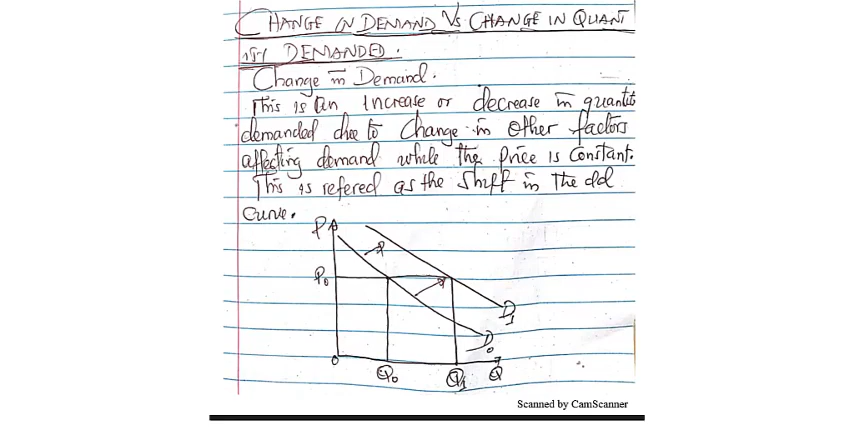 CHANGE IN DEMAND Vs CHANGE IN QUANT
ITY DEMANDED.
Change in Demand.
This is an increase or decrease in quantity
demanded due to Change in other factors
affecting demand while the price is Constant.
This is refered as the shift in the dd
Curve.
P
P₀
D₁
D₀
0
Q₀ Q₁ Q
Scanned by CamScanner